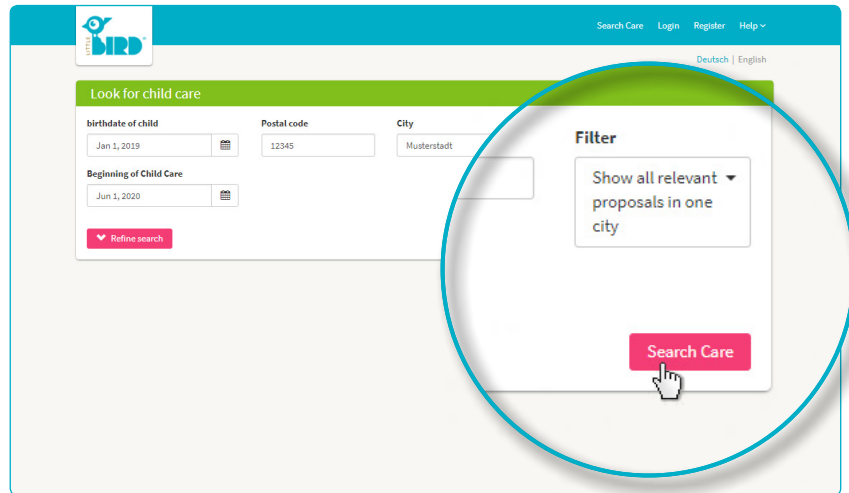 LITTLE BIRD
Search Care Login Register Help
Deutsch | English
Look for child care
birthdate of child
Postal code
City
Jan 1, 2019
12345
Musterstadt
Beginning of Child Care
Jun 1, 2020
Refine search
Filter
Show all relevant
proposals in one
city
Search Care